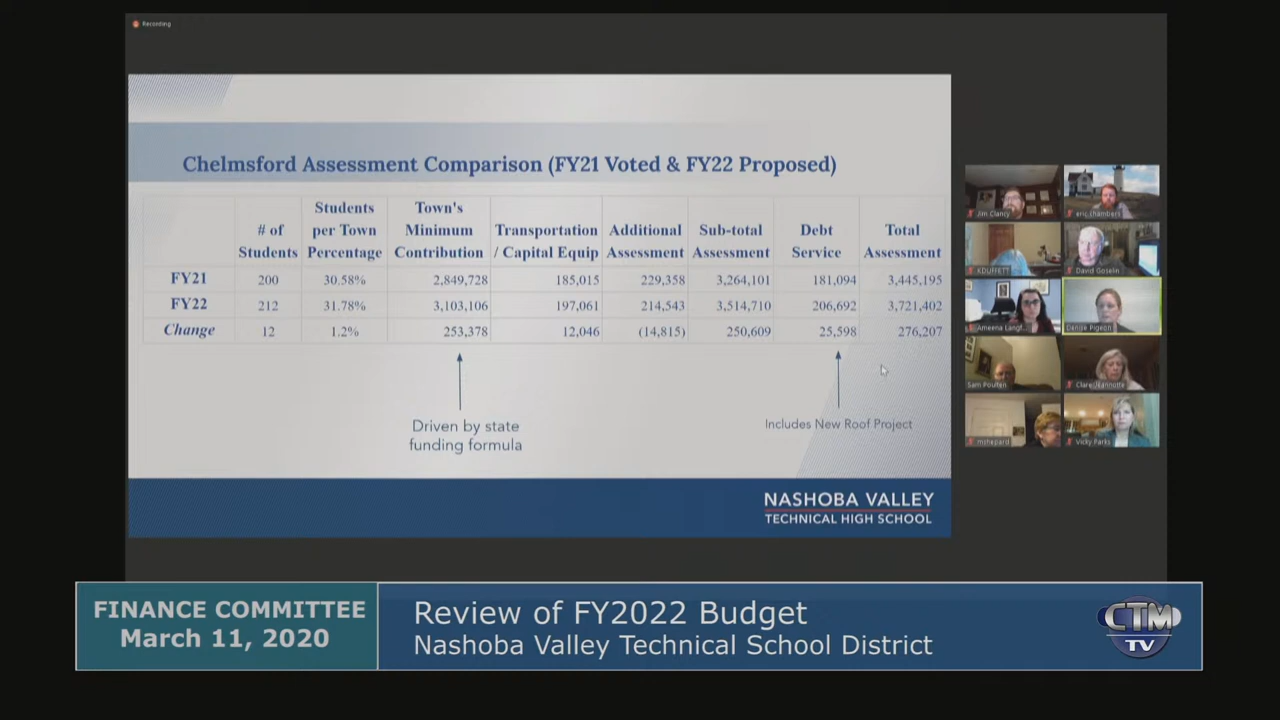 Recording
Chelmsford Assessment Comparison (FY21 Voted & FY22 Proposed)
# of Students Students per Town Percentage Town's Minimum Contribution Transportation / Capital Equip Additional Assessment Sub-total Assessment Debt Service Total Assessment
FY21 200 30.58% 2,849,728 185,015 229,358 3,264,101 181,094 3,445,195
FY22 212 31.78% 3,103,106 197,061 214,543 3,514,710 206,692 3,721,402
Change 12 1.2% 253,378 12,046 (14,815) 250,609 25,598 276,207
Driven by state
funding formula
Includes New Roof Project
NASHOBA VALLEY
TECHNICAL HIGH SCHOOL
Jim Clancy
eric chambers
KDUFFETT
David Goselin
Ameena Langf...
Denise Pigeon
Sam Poulten
Clare Jeannotte
mshepard
Vicky Parks
FINANCE COMMITTEE
March 11, 2020
Review of FY2022 Budget
Nashoba Valley Technical School District
CTM
TV